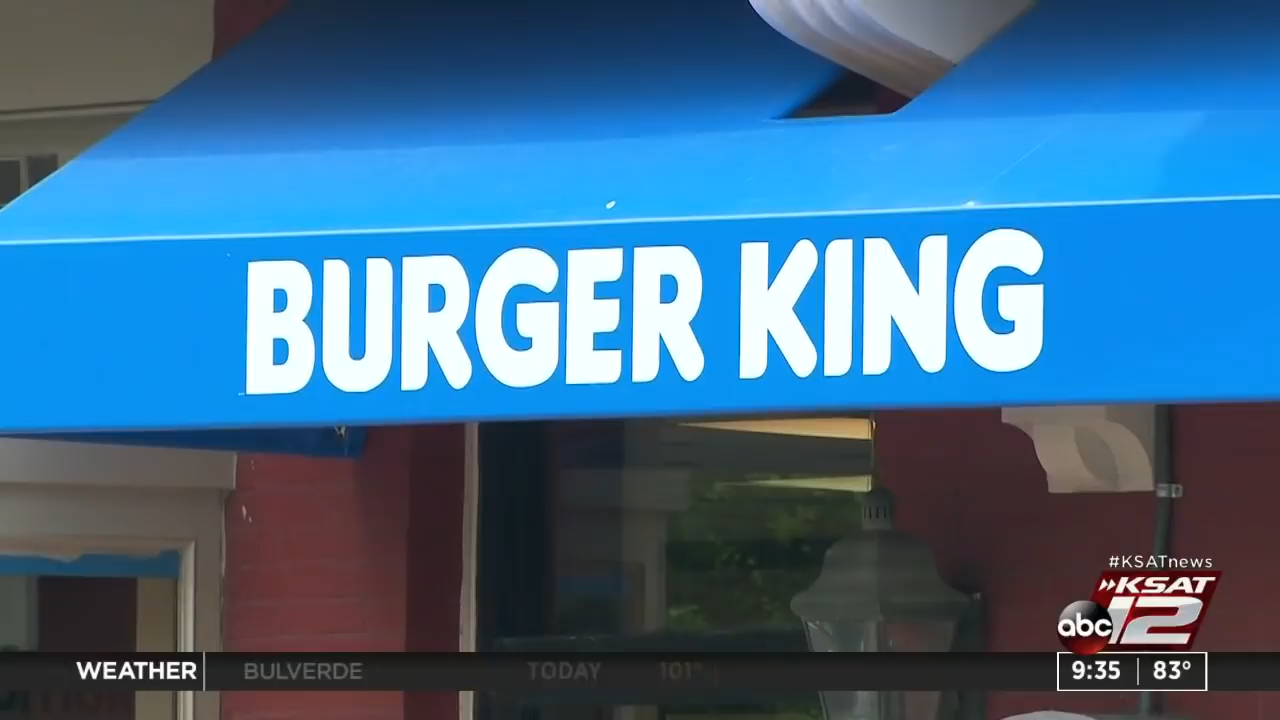 BURGER KING
#KSATnews
KSAT
abc 12
WEATHER BULVERDE TODAY 101° 9:35 83°